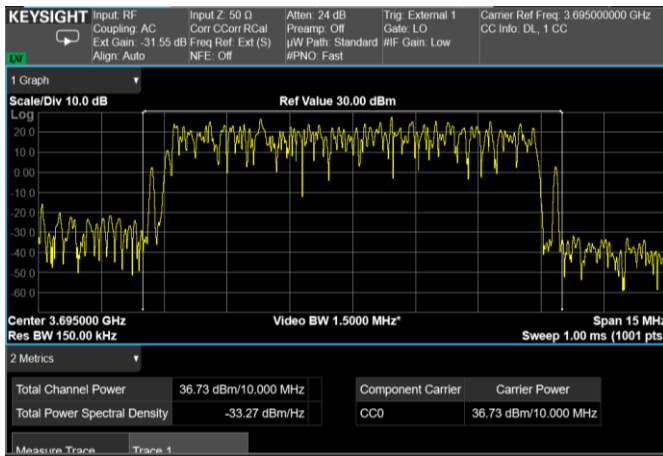 KEYSIGHT Input: RF Input Z: 50 Ω Atten: 24 dB Trig: External 1 Carrier Ref Freq: 3.695000000 GHz
Coupling: AC Corr CCorr RCal Preamp: Off Gate: LO CC Info: DL, 1 CC
Ext Gain: -31.55 dB Freq Ref: Ext (S) µW Path: Standard #IF Gain: Low
LXI Align: Auto NFE: Off #PNO: Fast
1 Graph
Scale/Div 10.0 dB Ref Value 30.00 dBm
Log
20.0
10.0
0.00
-10.0
-20.0
-30.0
-40.0
-50.0
-60.0
Center 3.695000 GHz Video BW 1.5000 MHz* Span 15 MHz
Res BW 150.00 kHz Sweep 1.00 ms (1001 pts
2 Metrics
Total Channel Power 36.73 dBm/10.000 MHz Component Carrier Carrier Power
Total Power Spectral Density -33.27 dBm/Hz CC0 36.73 dBm/10.000 MHz
Measure Trace Trace 1